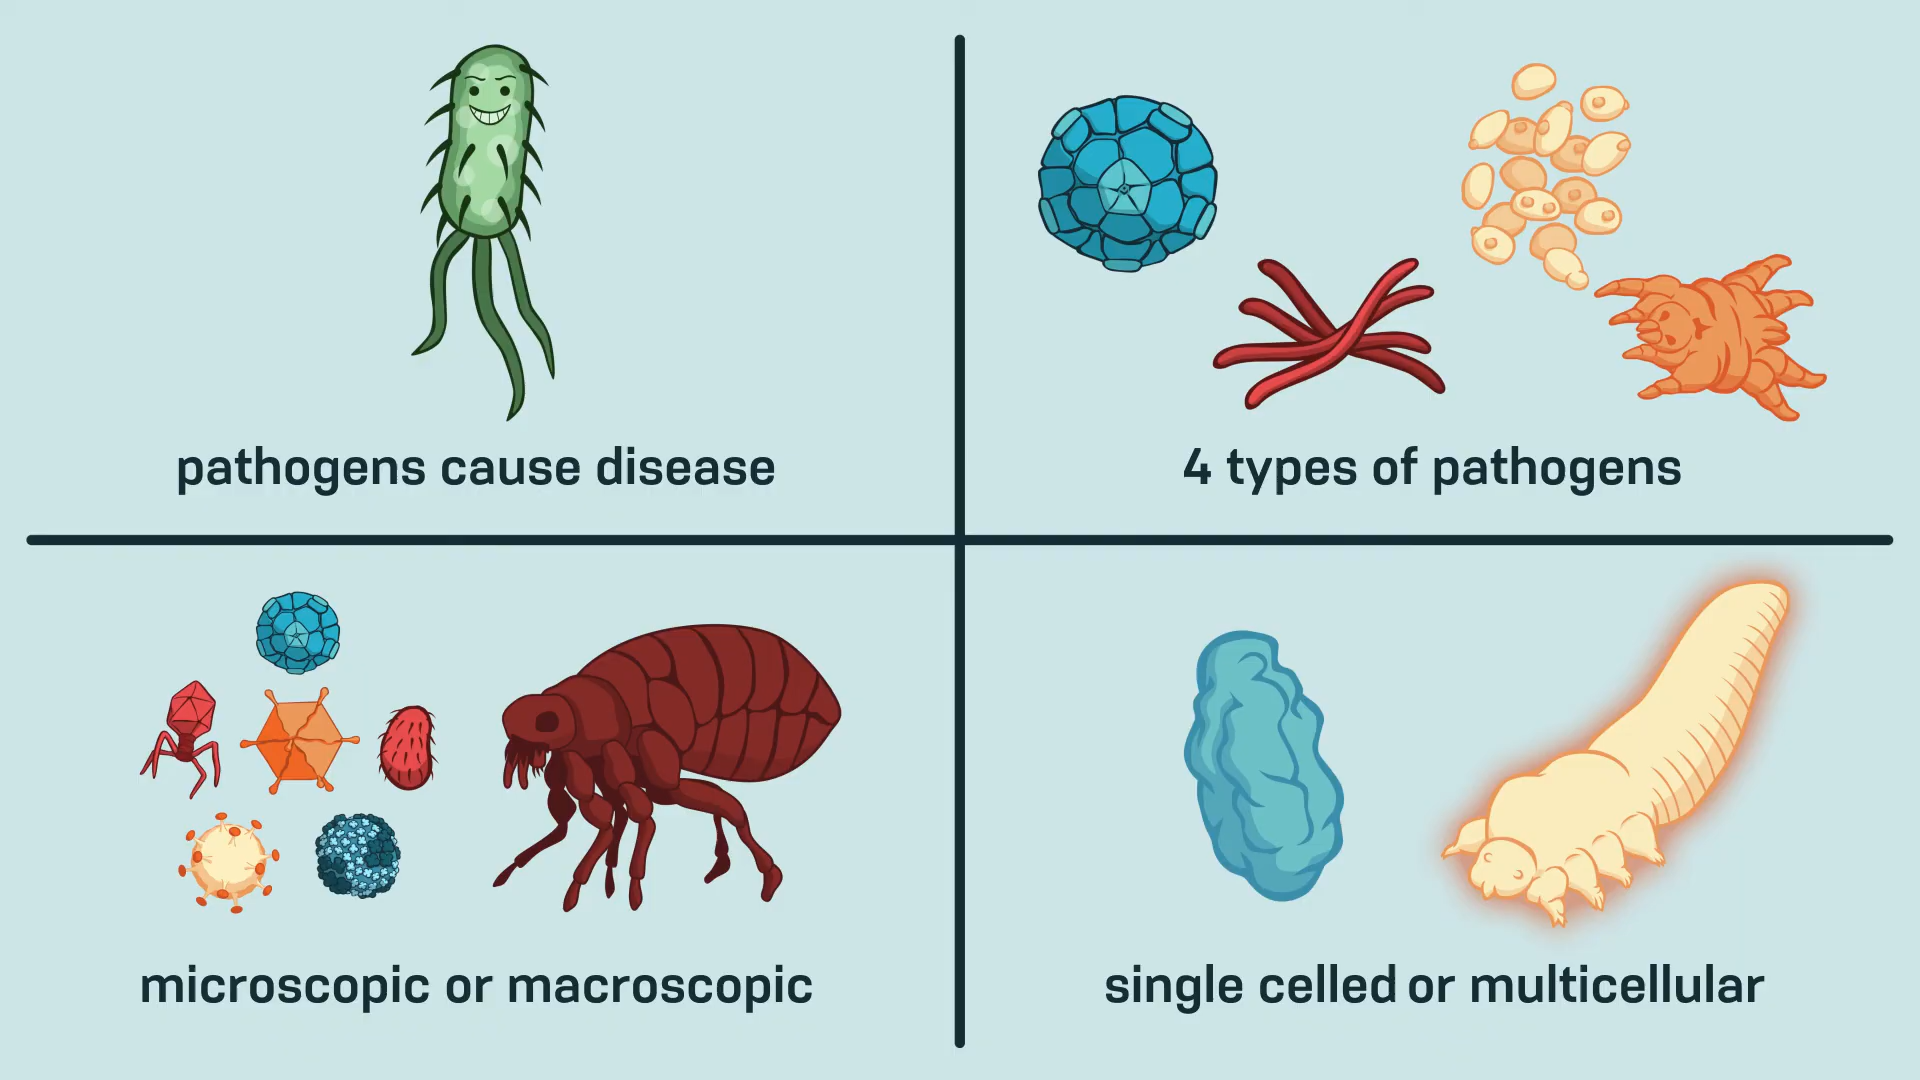 pathogens cause disease
4 types of pathogens
microscopic or macroscopic
single celled or multicellular